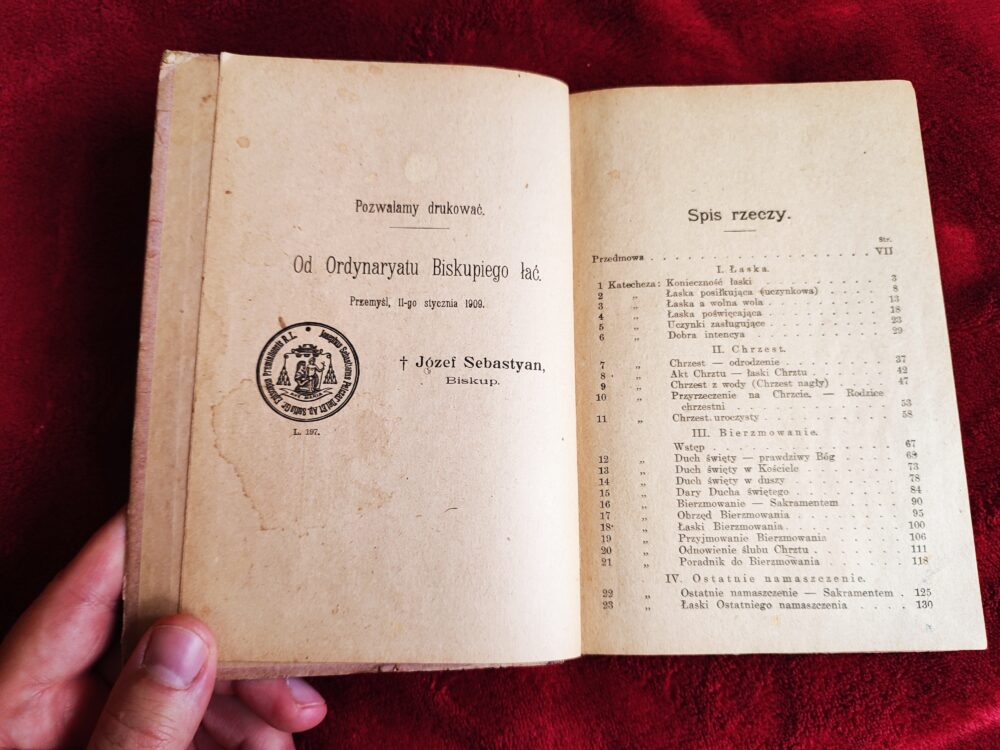 Pozwalamy drukować.
Od Ordynaryatu Biskupiego łać.
Przemyśl, 11-go stycznia 1909.
† Józef Sebastyan,
Biskup.
L. 197.
Spis rzeczy.
Str.
Przedmowa . . . . . . . . . . . . . . . . VII
I. Łaska.
1 Katecheza: Konieczność łaski . . . . . . . 3
2 „ Łaska posiłkująca (uczynkowa) . . . . 8
3 „ Łaska a wolna wola . . . . . . . 13
4 „ Łaska poświęcająca . . . . . . . 18
5 „ Uczynki zasługujące . . . . . . . 23
6 „ Dobra intencya . . . . . . . 29
II. Chrzest.
7 „ Chrzest — odrodzenie . . . . . . . 37
8 „ Akt Chrztu — łaski Chrztu . . . . . 42
9 „ Chrzest z wody (Chrzest nagły) . . . . 47
10 „ Przyrzeczenie na Chrzcie. — Rodzice
chrzestni . . . . . . . . . 53
11 „ Chrzest uroczysty . . . . . . . 58
III. Bierzmowanie.
Wstęp . . . . . . . . . . 67
12 „ Duch święty — prawdziwy Bóg . . . . 68
13 „ Duch święty w Kościele . . . . . . 73
14 „ Duch święty w duszy . . . . . . 78
15 „ Dary Ducha świętego . . . . . . 84
16 „ Bierzmowanie — Sakramentem . . . . 90
17 „ Obrzęd Bierzmowania . . . . . . 95
18 „ Łaski Bierzmowania . . . . . . 100
19 „ Przyjmowanie Bierzmowania . . . . 106
20 „ Odnowienie ślubu Chrztu . . . . . 111
21 „ Poradnik do Bierzmowania . . . . . 118
IV. Ostatnie namaszczenie.
22 „ Ostatnie namaszczenie — Sakramentem . 125
23 „ Łaski Ostatniego namaszczenia . . . . 130